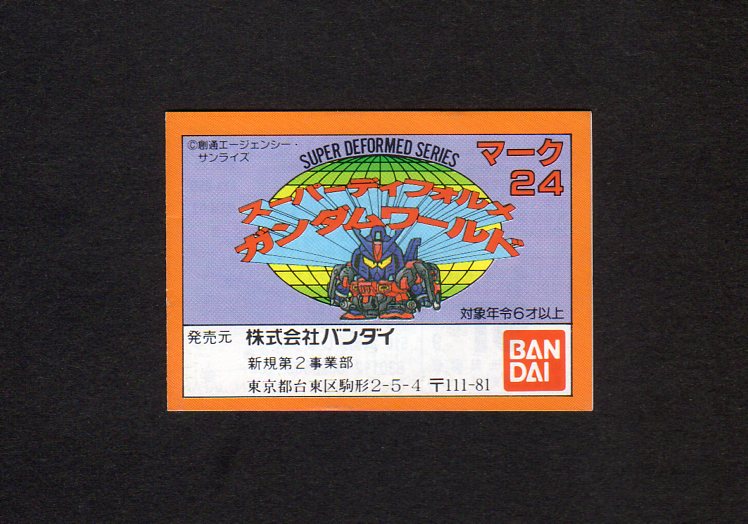 ©創通エージェンシー・
サンライズ
SUPER DEFORMED SERIES
マーク
24
スーパーディフォルメ
ガンダムワールド
対象年令6才以上
発売元 株式会社バンダイ
新規第2事業部
東京都台東区駒形2-5-4 〒111-81
BAN
DAI